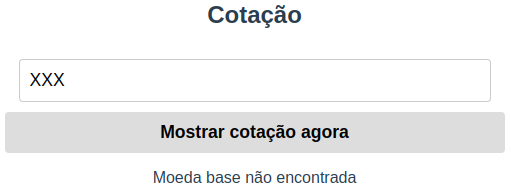 Cotação
XXX
Mostrar cotação agora
Moeda base não encontrada